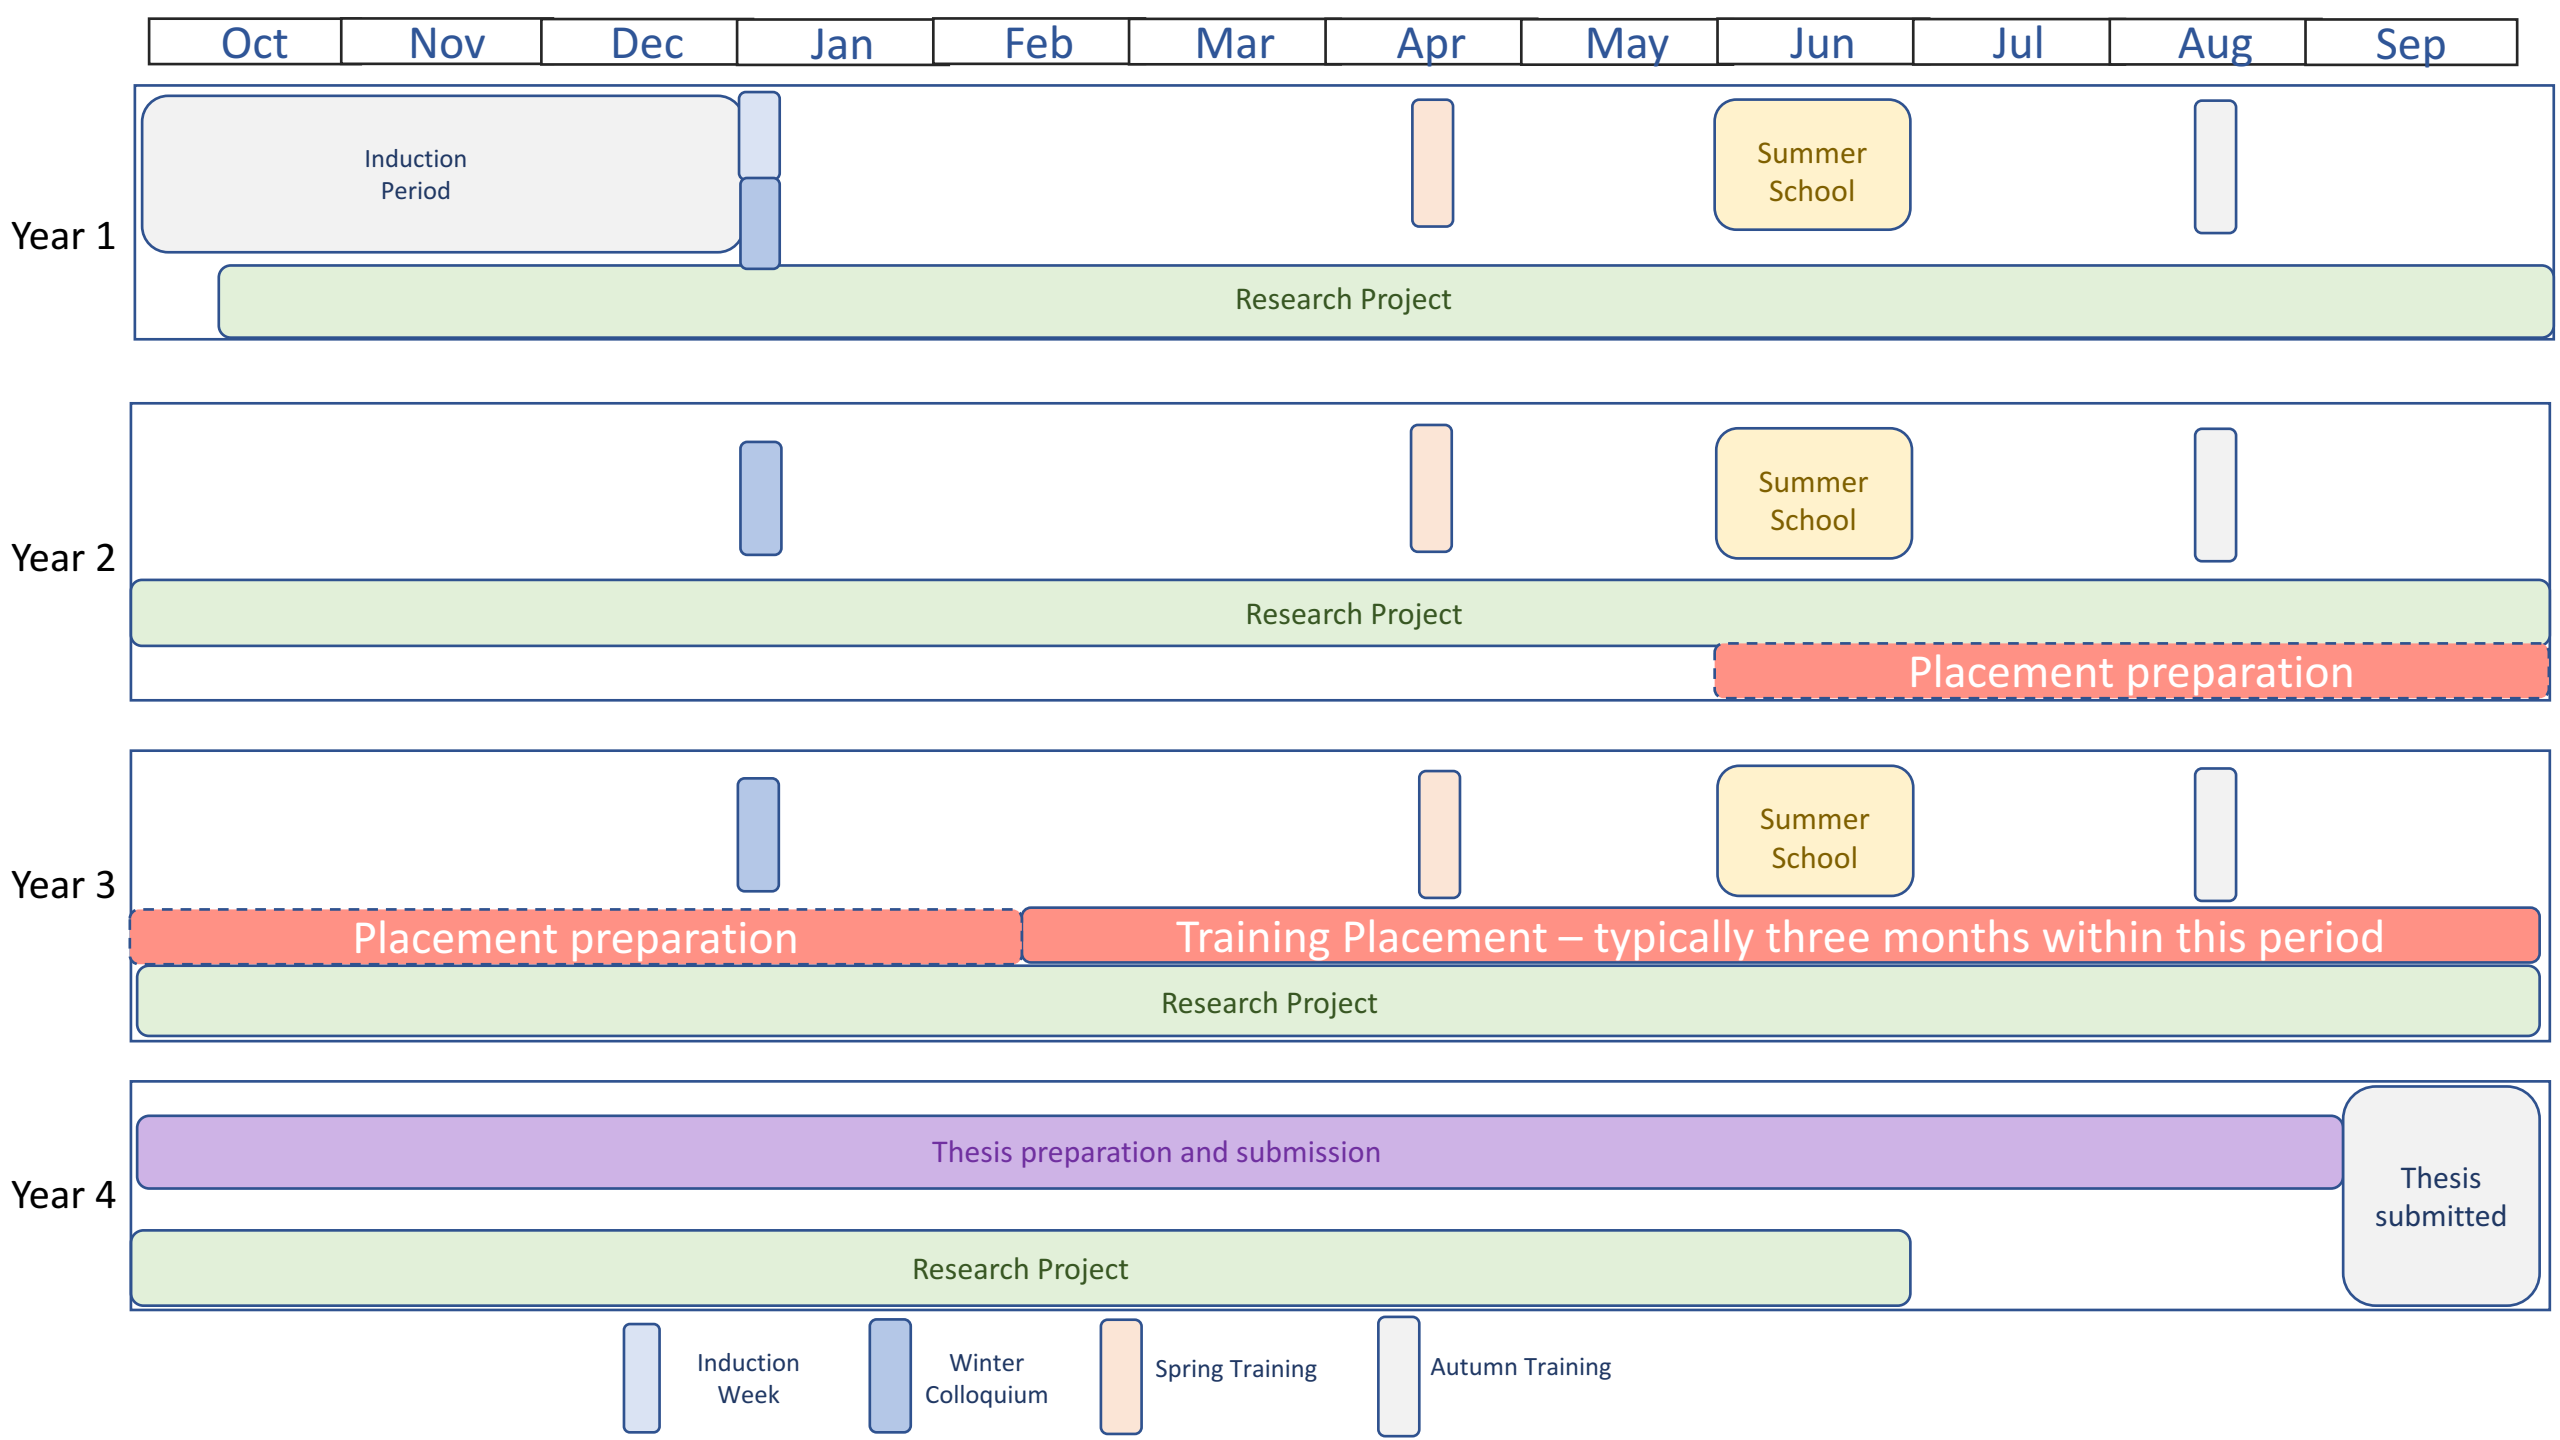 Oct Nov Dec Jan Feb Mar Apr May Jun Jul Aug Sep
Year 1
Induction
Period
Summer
School
Research Project
Year 2
Summer
School
Research Project
Placement preparation
Year 3
Summer
School
Placement preparation
Training Placement – typically three months within this period
Research Project
Year 4
Thesis preparation and submission
Thesis
submitted
Research Project
Induction
Week
Winter
Colloquium
Spring Training
Autumn Training